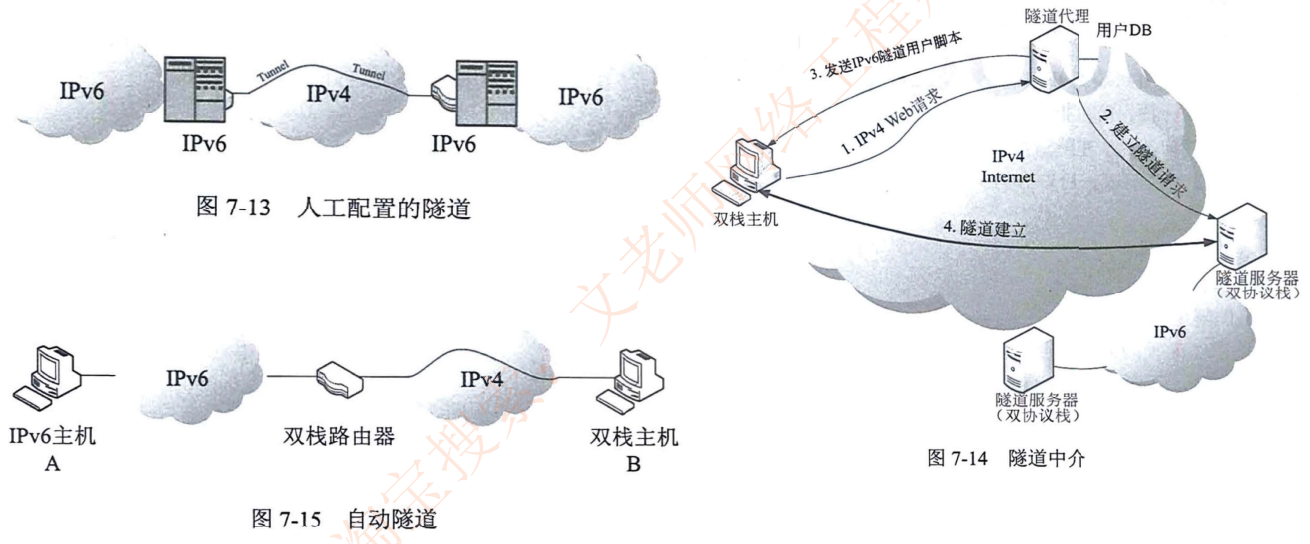 IPv6
Tunnel
IPv4
Tunnel
IPv6
IPv6
IPv6
图 7-13 人工配置的隧道
隧道代理
用户DB
3. 发送IPv6隧道用户脚本
1. IPv4 Web请求
2. 建立隧道请求
IPv4
Internet
双栈主机
4. 隧道建立
隧道服务器
（双协议栈）
IPv6
隧道服务器
（双协议栈）
图 7-14 隧道中介
IPv6
IPv4
IPv6主机
A
双栈路由器
双栈主机
B
图 7-15 自动隧道
淘宝搜索：文老师网络工程